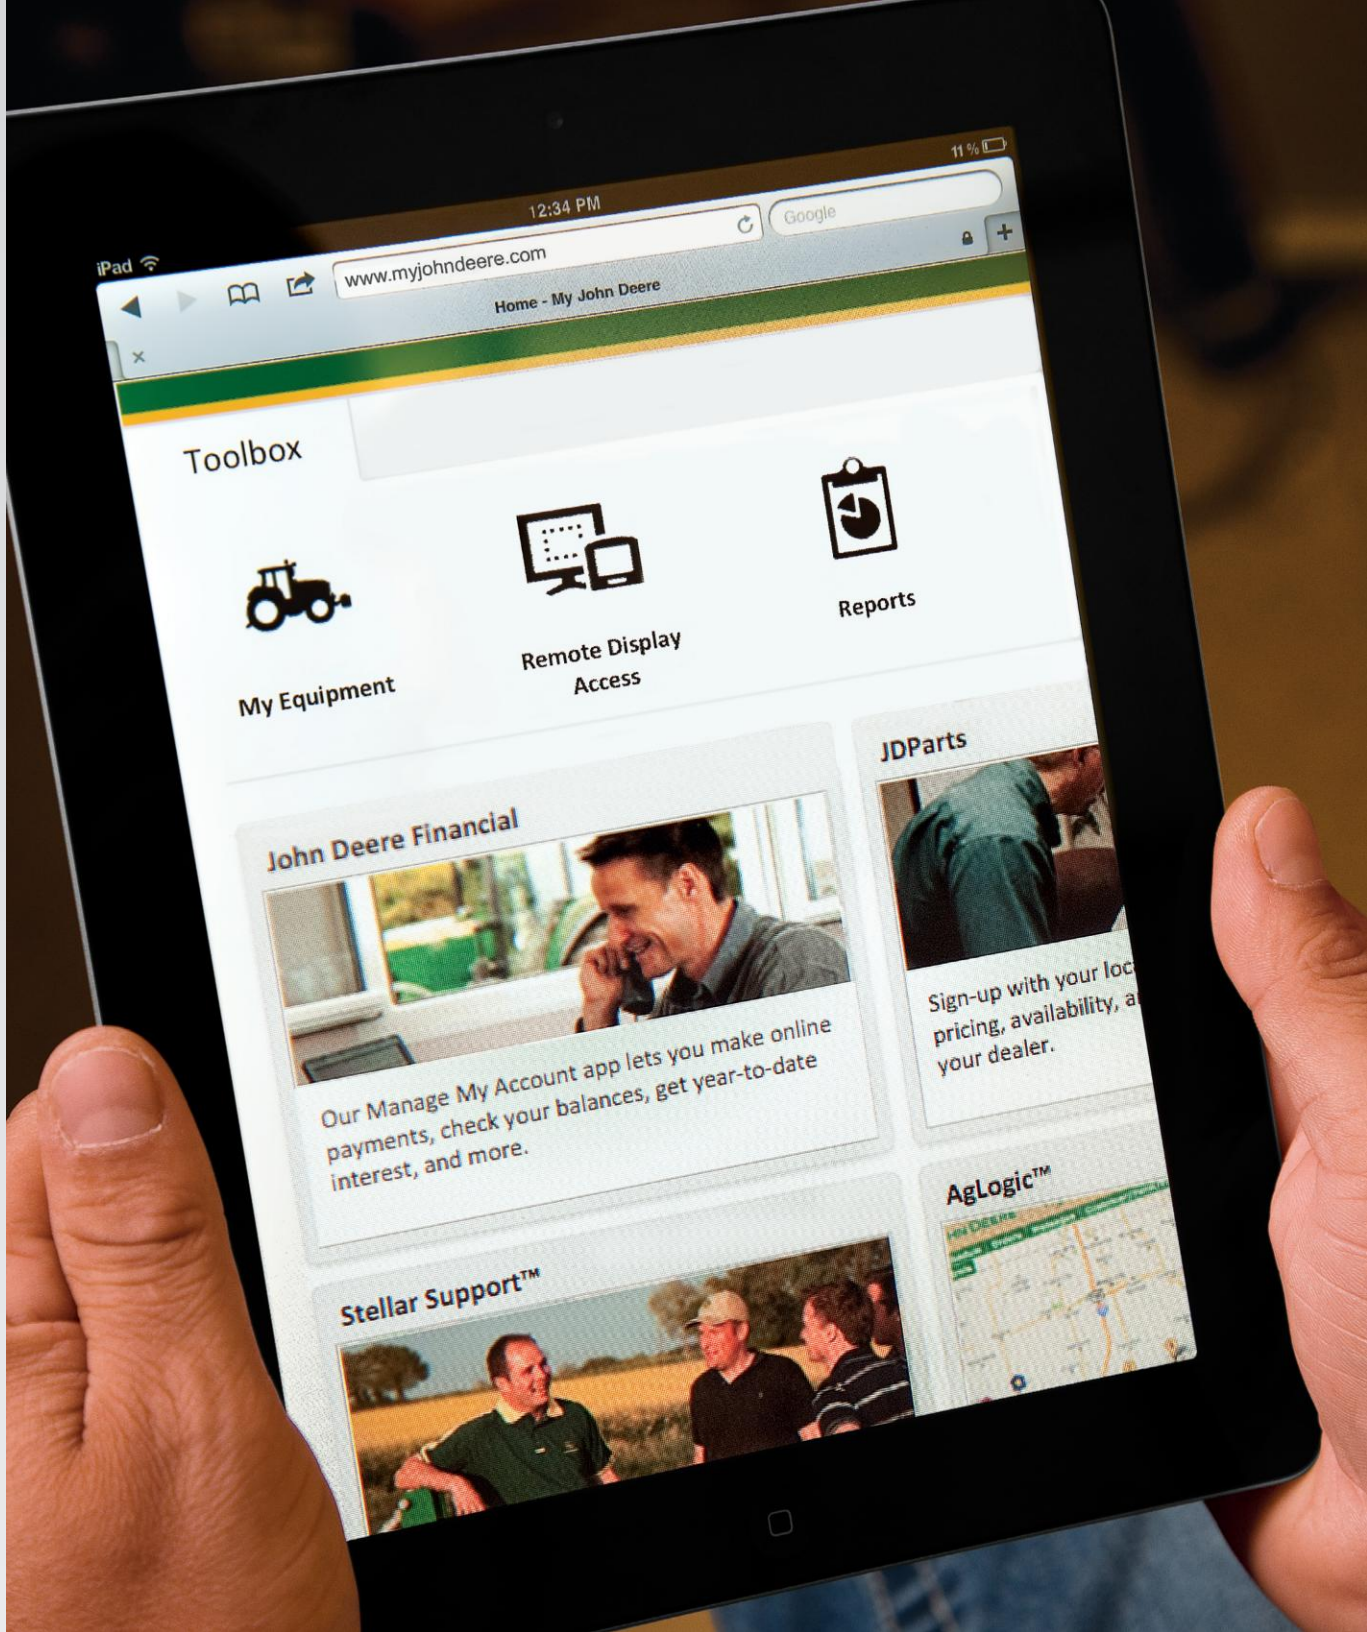 iPad
12:34 PM
11 %
www.myjohndeere.com
Google
Home - My John Deere
Toolbox
My Equipment
Remote Display
Access
Reports
John Deere Financial
Our Manage My Account app lets you make online
payments, check your balances, get year-to-date
interest, and more.
JDParts
Sign-up with your loc
pricing, availability, a
your dealer.
Stellar Support™
AgLogic™
HN DEERE